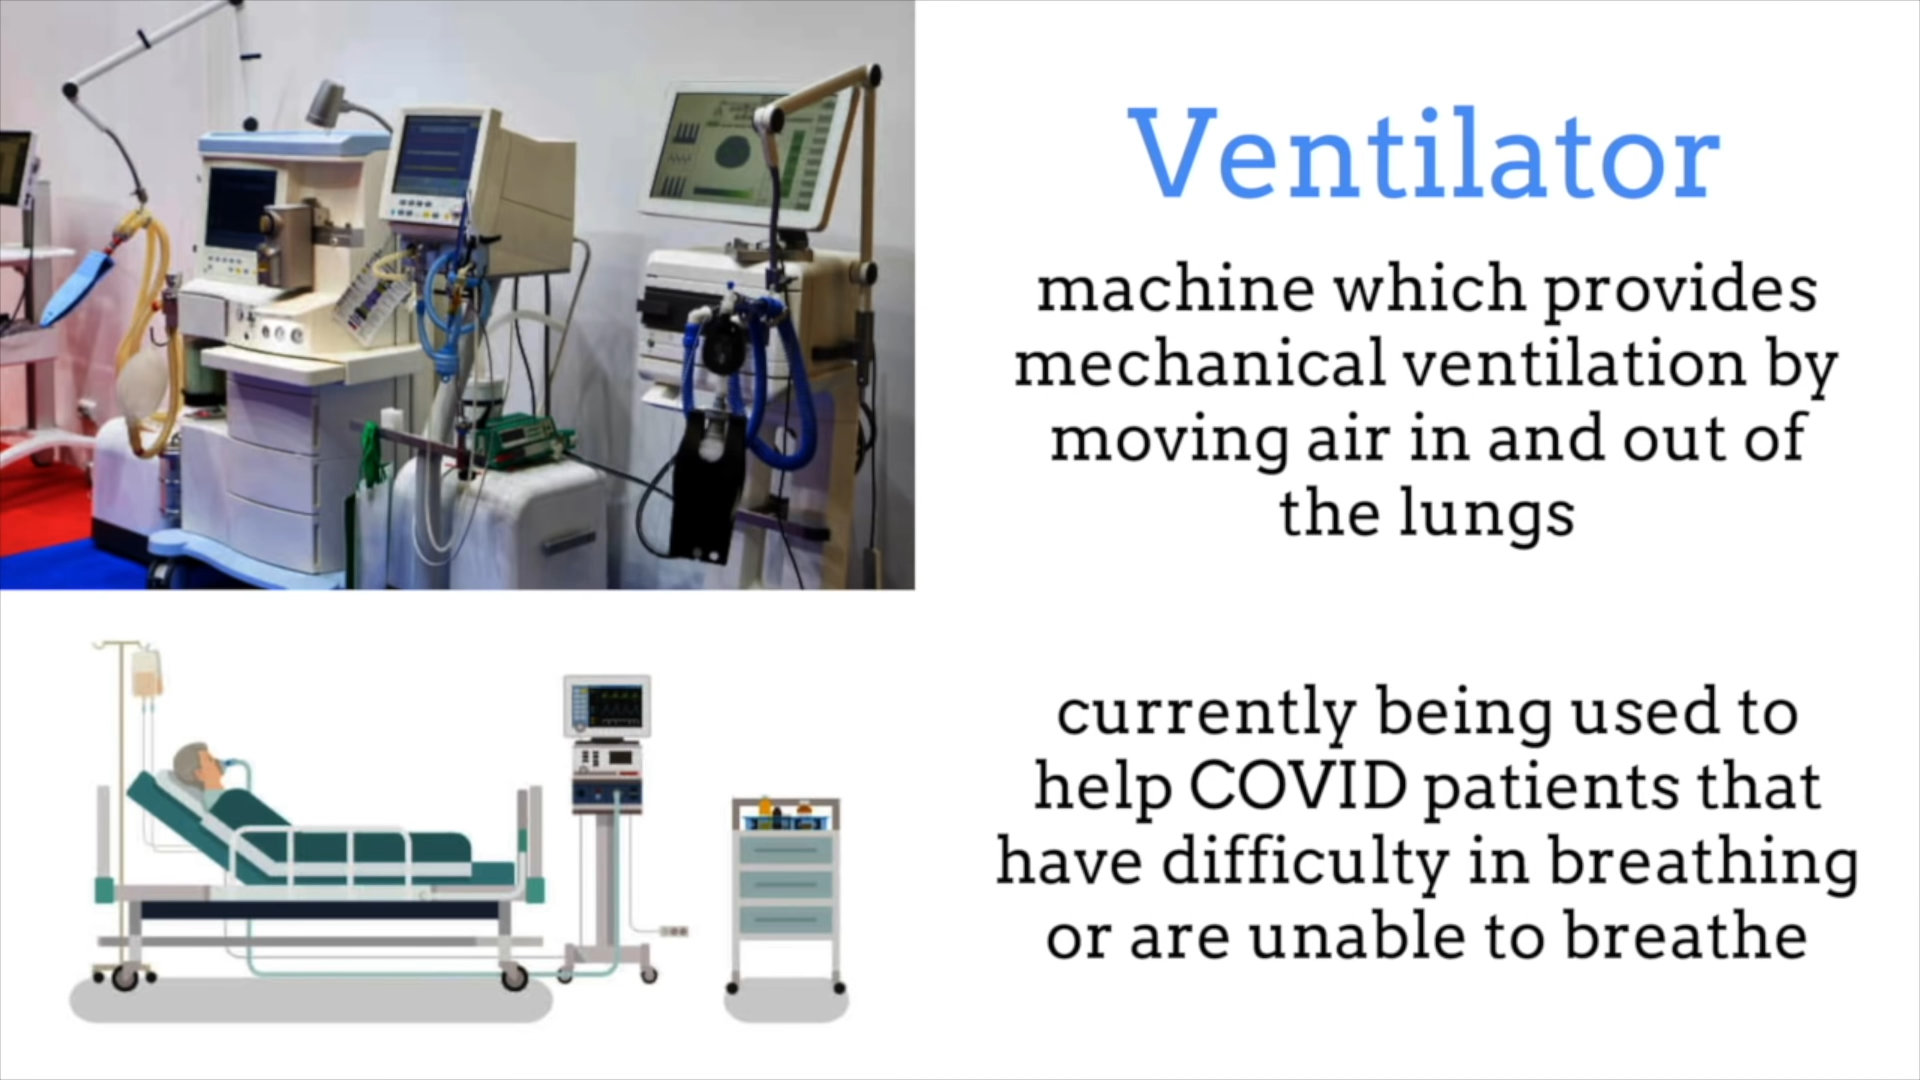 Ventilator
machine which provides
mechanical ventilation by
moving air in and out of
the lungs
currently being used to
help COVID patients that
have difficulty in breathing
or are unable to breathe